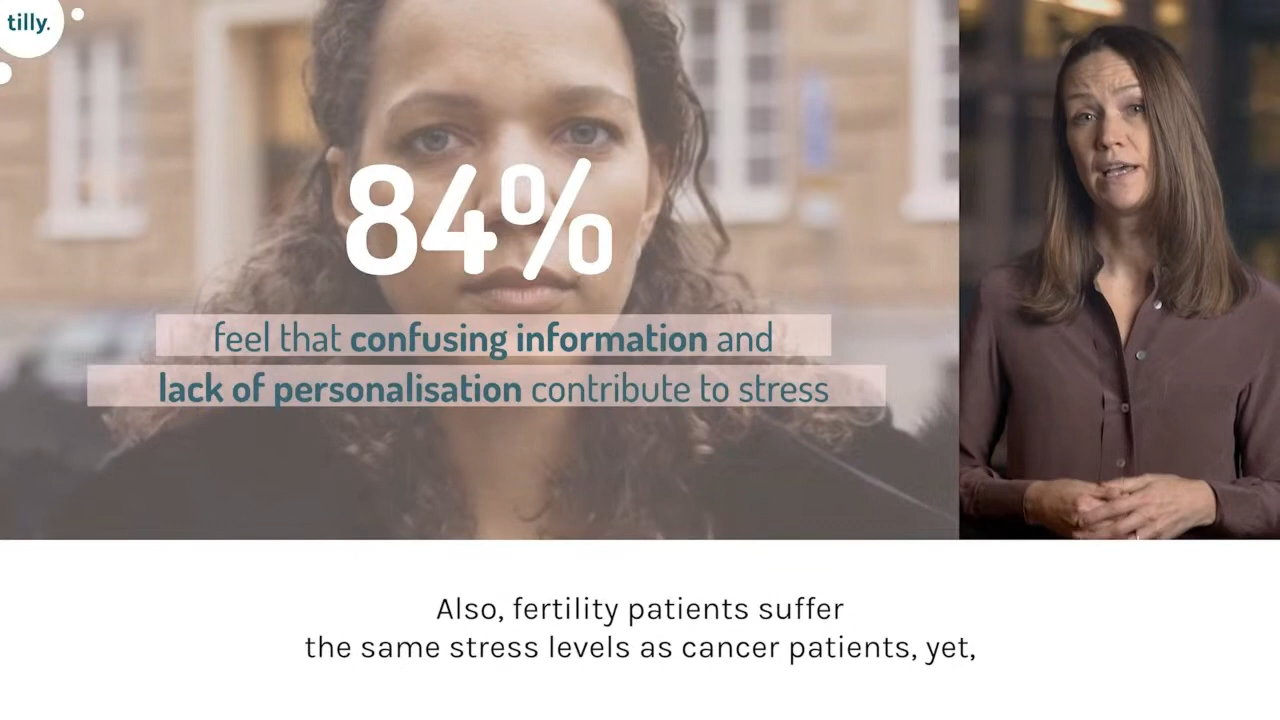 tilly.
84%
feel that confusing information and
lack of personalisation contribute to stress
Also, fertility patients suffer
the same stress levels as cancer patients, yet,